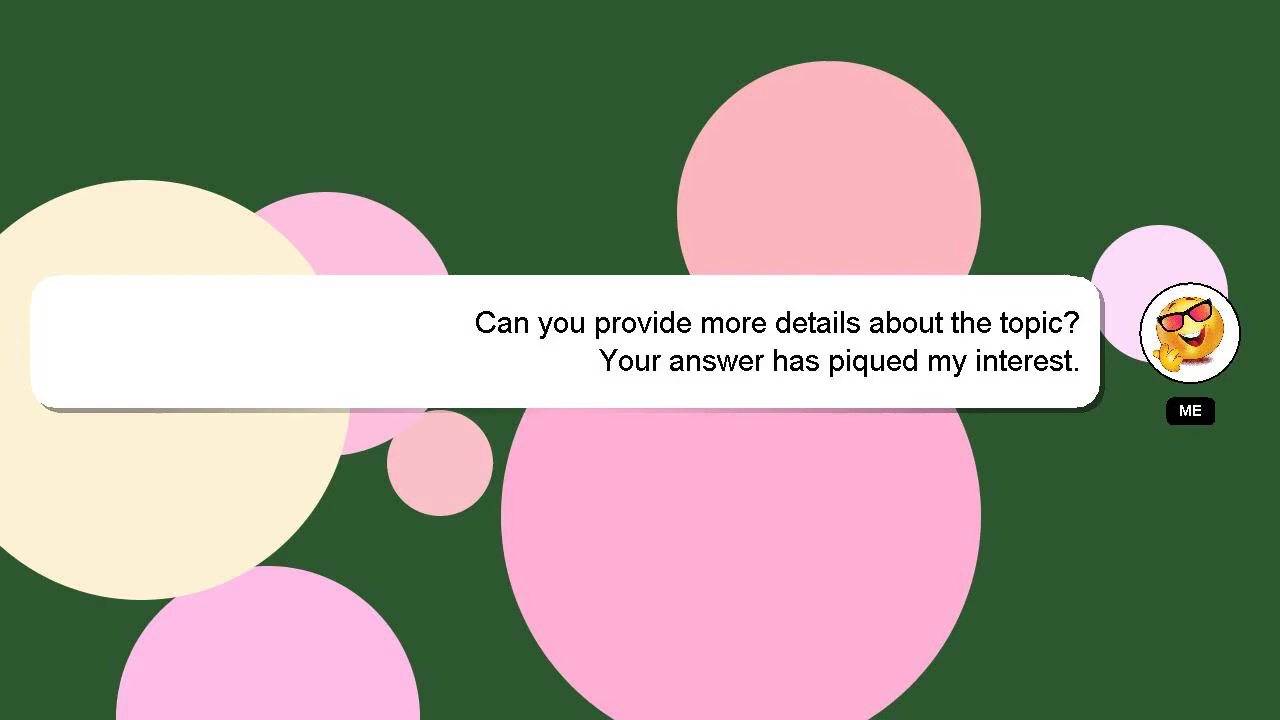 Can you provide more details about the topic?
Your answer has piqued my interest.
ME